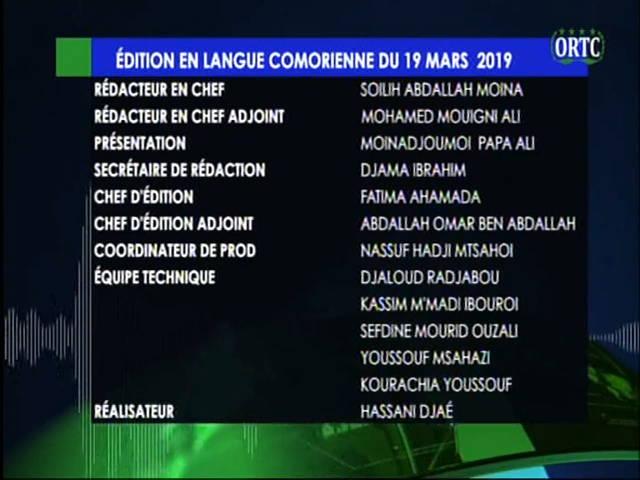 ORTC
ÉDITION EN LANGUE COMORIENNE DU 19 MARS 2019
RÉDACTEUR EN CHEF SOILIH ABDALLAH MOINA
RÉDACTEUR EN CHEF ADJOINT MOHAMED MOUIGNI ALI
PRÉSENTATION MOINADJOUMOI PAPA ALI
SECRÉTAIRE DE RÉDACTION DJAMA IBRAHIM
CHEF D'ÉDITION FATIMA AHAMADA
CHEF D'ÉDITION ADJOINT ABDALLAH OMAR BEN ABDALLAH
COORDINATEUR DE PROD NASSUF HADJI MTSAHOI
ÉQUIPE TECHNIQUE DJALOUD RADJABOU
KASSIM M'MADI IBOUROI
SEFDINE MOURID OUZALI
YOUSSOUF MSAHAZI
KOURACHIA YOUSSOUF
RÉALISATEUR HASSANI DJAÉ